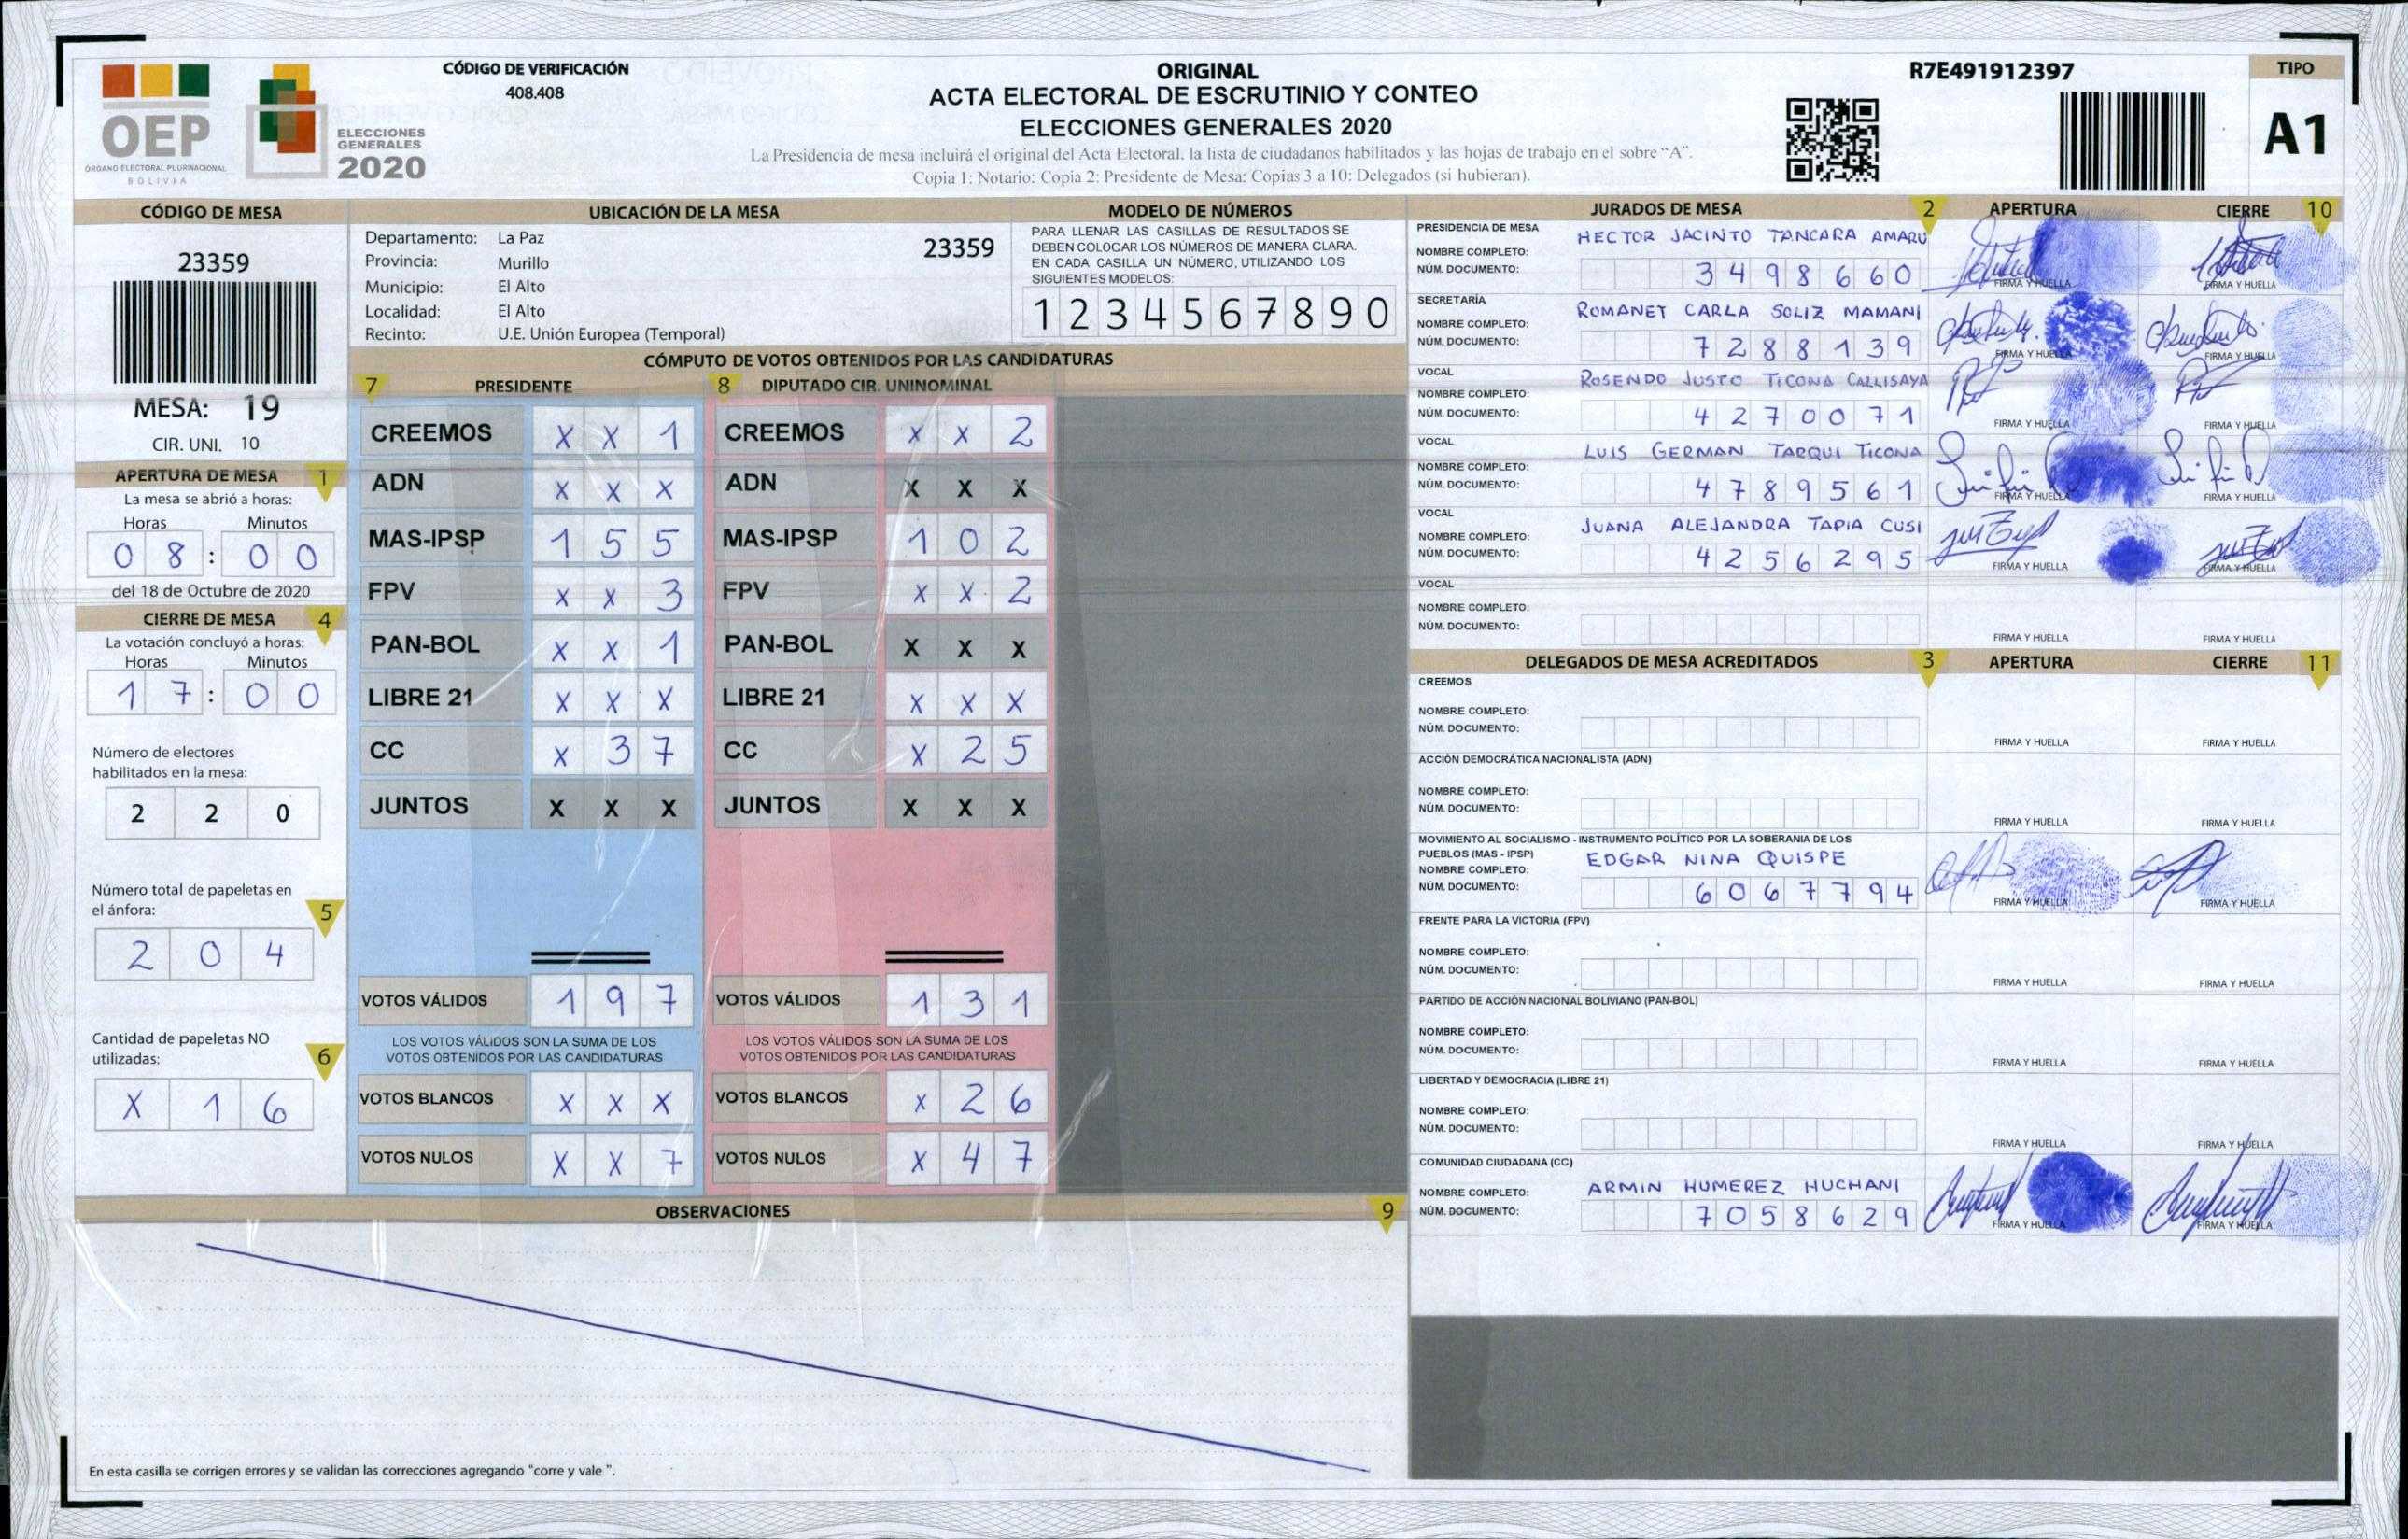 CÓDIGO DE VERIFICACIÓN
408.408
ORIGINAL
ACTA ELECTORAL DE ESCRUTINIO Y CONTEO
ELECCIONES GENERALES 2020
La Presidencia de mesa incluirá el original del Acta Electoral, la lista de ciudadanos habilitados y las hojas de trabajo en el sobre "A".
Copia 1: Notario: Copia 2: Presidente de Mesa: Copias 3 a 10: Delegados (si hubieran).
R7E491912397
TIPO
A1
OEP
ÓRGANO ELECTORAL PLURINACIONAL
BOLIVIA
ELECCIONES
GENERALES
2020
CÓDIGO DE MESA
23359
MESA: 19
CIR. UNI. 10
APERTURA DE MESA 1
La mesa se abrió a horas:
Horas Minutos
0 8 : 0 0
del 18 de Octubre de 2020
CIERRE DE MESA 4
La votación concluyó a horas:
Horas Minutos
1 7 : 0 0
Número de electores
habilitados en la mesa:
2 2 0
Número total de papeletas en
el ánfora: 5
2 0 4
Cantidad de papeletas NO
utilizadas: 6
X 1 6
UBICACIÓN DE LA MESA
Departamento: La Paz 23359
Provincia: Murillo
Municipio: El Alto
Localidad: El Alto
Recinto: U.E. Unión Europea (Temporal)
MODELO DE NÚMEROS
PARA LLENAR LAS CASILLAS DE RESULTADOS SE
DEBEN COLOCAR LOS NÚMEROS DE MANERA CLARA.
EN CADA CASILLA UN NÚMERO, UTILIZANDO LOS
SIGUIENTES MODELOS:
1 2 3 4 5 6 7 8 9 0
CÓMPUTO DE VOTOS OBTENIDOS POR LAS CANDIDATURAS
7 PRESIDENTE
CREEMOS X X 1
ADN X X X
MAS-IPSP 1 5 5
FPV X X 3
PAN-BOL X X 1
LIBRE 21 X X X
CC X 3 7
JUNTOS X X X
VOTOS VÁLIDOS 1 9 7
LOS VOTOS VÁLIDOS SON LA SUMA DE LOS
VOTOS OBTENIDOS POR LAS CANDIDATURAS
VOTOS BLANCOS X X X
VOTOS NULOS X X 7
8 DIPUTADO CIR. UNINOMINAL
CREEMOS X X 2
ADN X X X
MAS-IPSP 1 0 2
FPV X X 2
PAN-BOL X X X
LIBRE 21 X X X
CC X 2 5
JUNTOS X X X
VOTOS VÁLIDOS 1 3 1
LOS VOTOS VÁLIDOS SON LA SUMA DE LOS
VOTOS OBTENIDOS POR LAS CANDIDATURAS
VOTOS BLANCOS X 2 6
VOTOS NULOS X 4 7
OBSERVACIONES 9
En esta casilla se corrigen errores y se validan las correcciones agregando "corre y vale ".
JURADOS DE MESA 2 APERTURA CIERRE 10
PRESIDENCIA DE MESA
NOMBRE COMPLETO: HECTOR JACINTO TANCARA AMARU
NÚM. DOCUMENTO: 3 4 9 8 6 6 0
FIRMA Y HUELLA FIRMA Y HUELLA
SECRETARÍA
NOMBRE COMPLETO: ROMANET CARLA SOLIZ MAMANI
NÚM. DOCUMENTO: 7 2 8 8 1 3 9
FIRMA Y HUELLA FIRMA Y HUELLA
VOCAL
NOMBRE COMPLETO: ROSENDO JUSTO TICONA CALLISAYA
NÚM. DOCUMENTO: 4 2 7 0 0 7 1
FIRMA Y HUELLA FIRMA Y HUELLA
VOCAL
NOMBRE COMPLETO: LUIS GERMAN TARQUI TICONA
NÚM. DOCUMENTO: 4 7 8 9 5 6 1
FIRMA Y HUELLA FIRMA Y HUELLA
VOCAL
NOMBRE COMPLETO: JUANA ALEJANDRA TAPIA CUSI
NÚM. DOCUMENTO: 4 2 5 6 2 9 5
FIRMA Y HUELLA FIRMA Y HUELLA
VOCAL
NOMBRE COMPLETO:
NÚM. DOCUMENTO:
FIRMA Y HUELLA FIRMA Y HUELLA
DELEGADOS DE MESA ACREDITADOS 3 APERTURA CIERRE 11
CREEMOS
NOMBRE COMPLETO:
NÚM. DOCUMENTO:
FIRMA Y HUELLA FIRMA Y HUELLA
ACCIÓN DEMOCRÁTICA NACIONALISTA (ADN)
NOMBRE COMPLETO:
NÚM. DOCUMENTO:
FIRMA Y HUELLA FIRMA Y HUELLA
MOVIMIENTO AL SOCIALISMO - INSTRUMENTO POLÍTICO POR LA SOBERANIA DE LOS
PUEBLOS (MAS - IPSP)
NOMBRE COMPLETO: EDGAR NINA QUISPE
NÚM. DOCUMENTO: 6 0 6 7 7 9 4
FIRMA Y HUELLA FIRMA Y HUELLA
FRENTE PARA LA VICTORIA (FPV)
NOMBRE COMPLETO:
NÚM. DOCUMENTO:
FIRMA Y HUELLA FIRMA Y HUELLA
PARTIDO DE ACCIÓN NACIONAL BOLIVIANO (PAN-BOL)
NOMBRE COMPLETO:
NÚM. DOCUMENTO:
FIRMA Y HUELLA FIRMA Y HUELLA
LIBERTAD Y DEMOCRACIA (LIBRE 21)
NOMBRE COMPLETO:
NÚM. DOCUMENTO:
FIRMA Y HUELLA FIRMA Y HUELLA
COMUNIDAD CIUDADANA (CC)
NOMBRE COMPLETO: ARMIN HUMEREZ HUCHANI
NÚM. DOCUMENTO: 7 0 5 8 6 2 9
FIRMA Y HUELLA FIRMA Y HUELLA